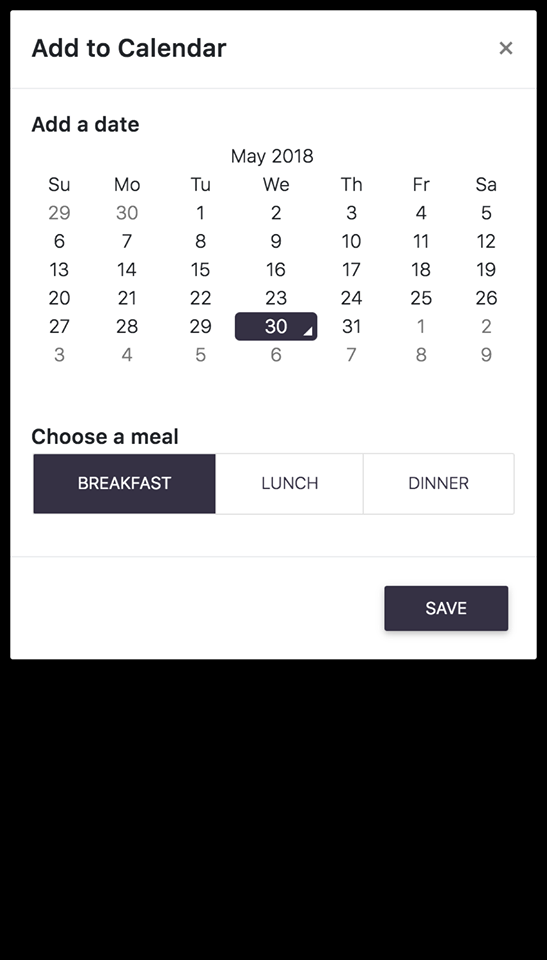 Add to Calendar ×
Add a date
May 2018
Su Mo Tu We Th Fr Sa
29 30 1 2 3 4 5
6 7 8 9 10 11 12
13 14 15 16 17 18 19
20 21 22 23 24 25 26
27 28 29 30 31 1 2
3 4 5 6 7 8 9
Choose a meal
BREAKFAST LUNCH DINNER
SAVE